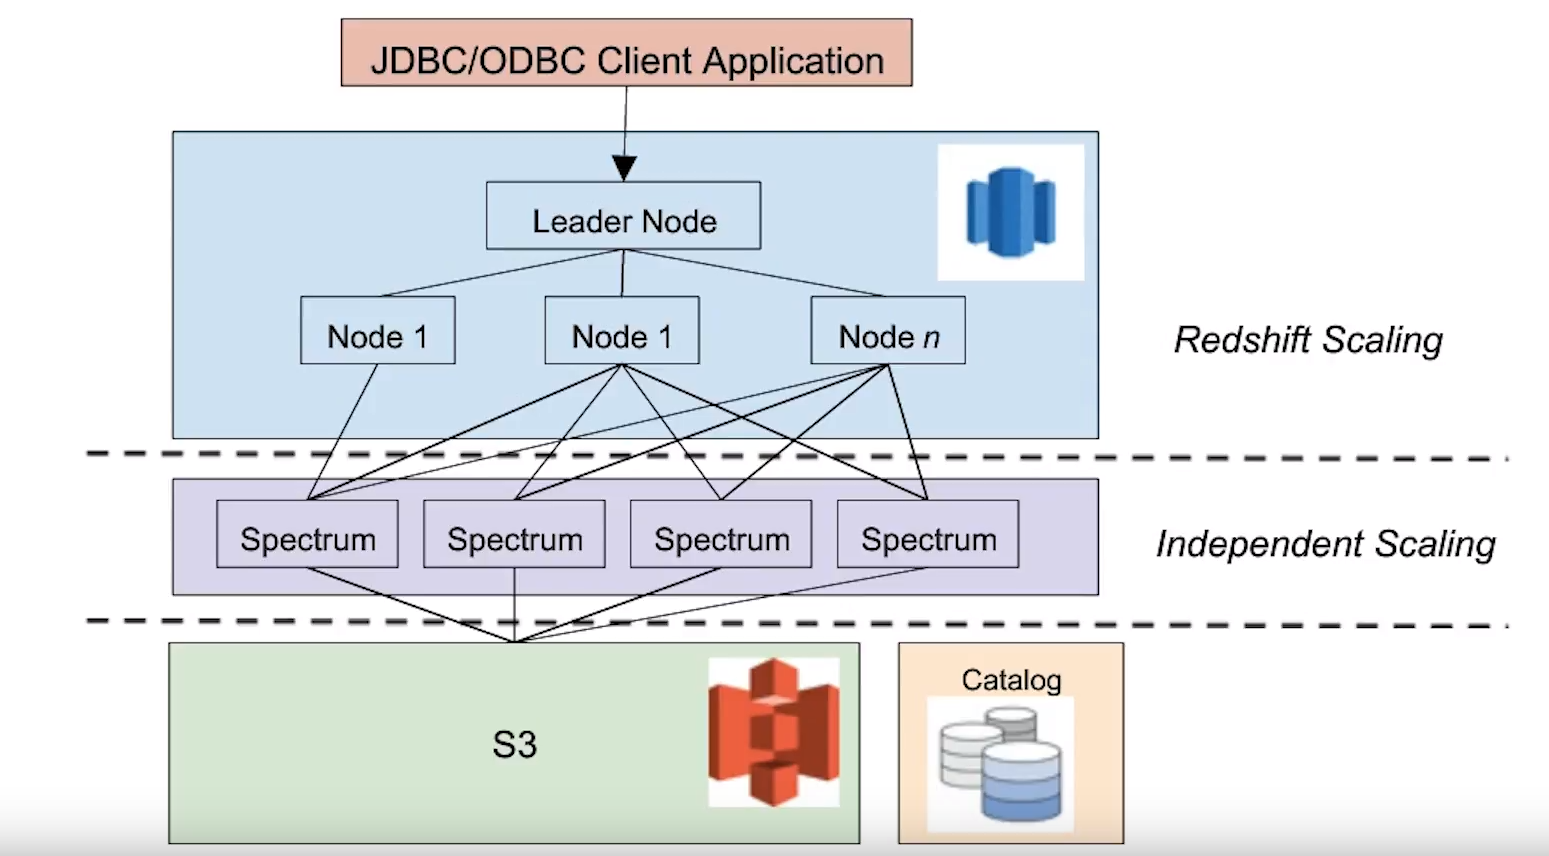 JDBC/ODBC Client Application
Leader Node
Node 1
Node 1
Node n
Redshift Scaling
Spectrum
Spectrum
Spectrum
Spectrum
Independent Scaling
S3
Catalog